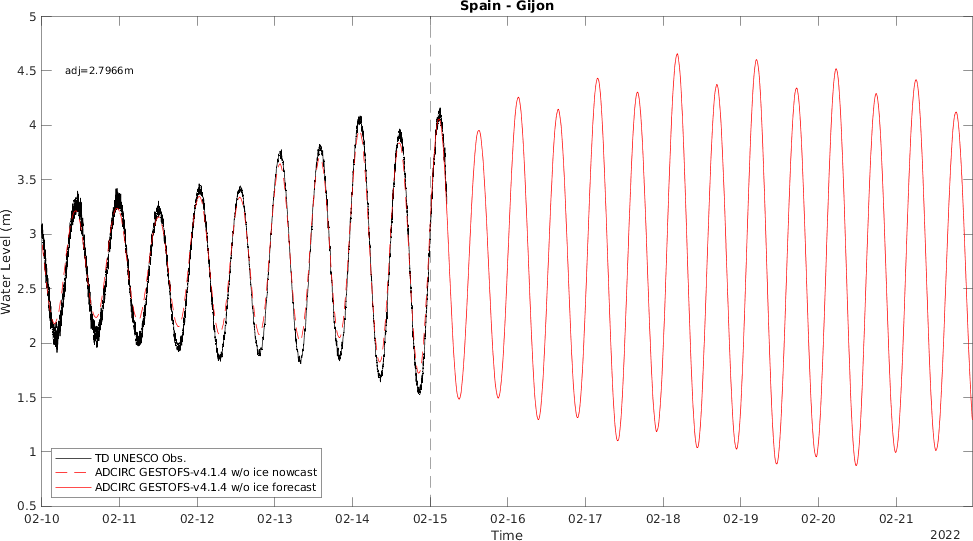 Spain - Gijon
5
4.5
4
3.5
3
2.5
2
1.5
1
0.5
Water Level (m)
adj=2.7966m
TD UNESCO Obs.
ADCIRC GESTOFS-v4.1.4 w/o ice nowcast
ADCIRC GESTOFS-v4.1.4 w/o ice forecast
02-10 02-11 02-12 02-13 02-14 02-15 02-16 02-17 02-18 02-19 02-20 02-21
Time
2022